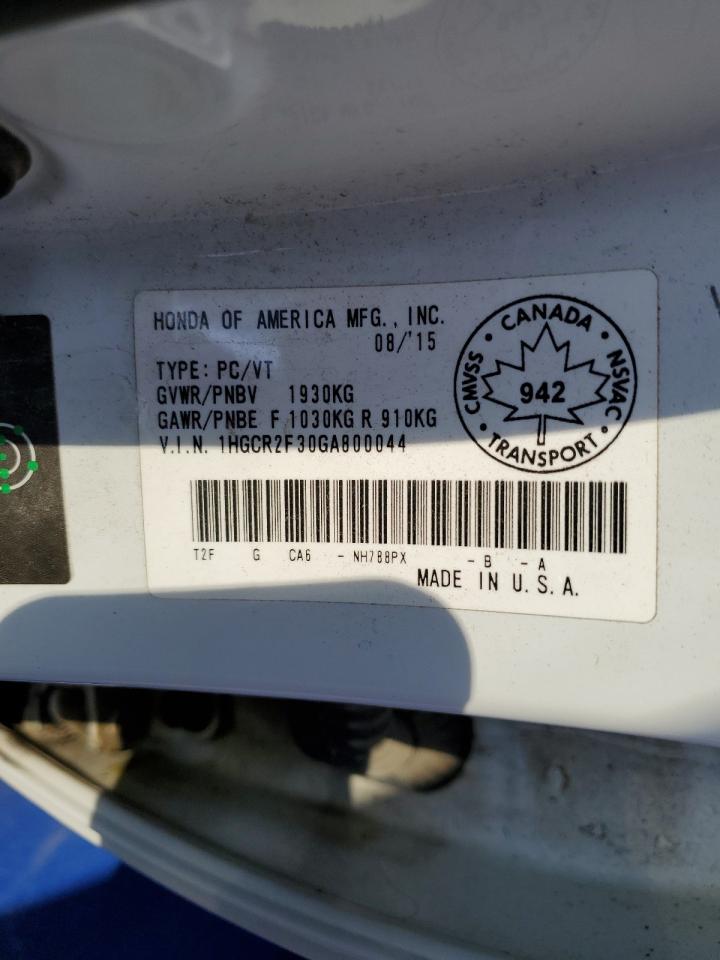 HONDA OF AMERICA MFG., INC.
08/'15
TYPE: PC/VT
GVWR/PNBV 1930KG
GAWR/PNBE F 1030KG R 910KG
V.I.N. 1HGCR2F30GA800044
CANADA
CMVSS
NSVAC
942
TRANSPORT
T2F G CA6 - NH788PX - B - A
MADE IN U.S.A.